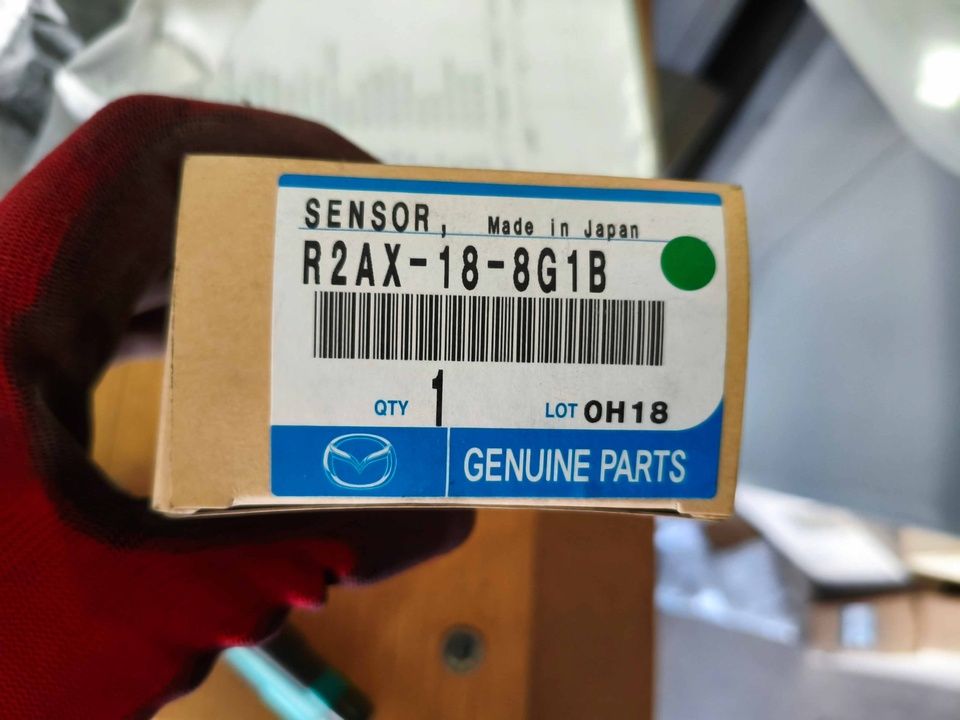 SENSOR, Made in Japan
R2AX-18-8G1B
QTY 1 LOT OH18
GENUINE PARTS